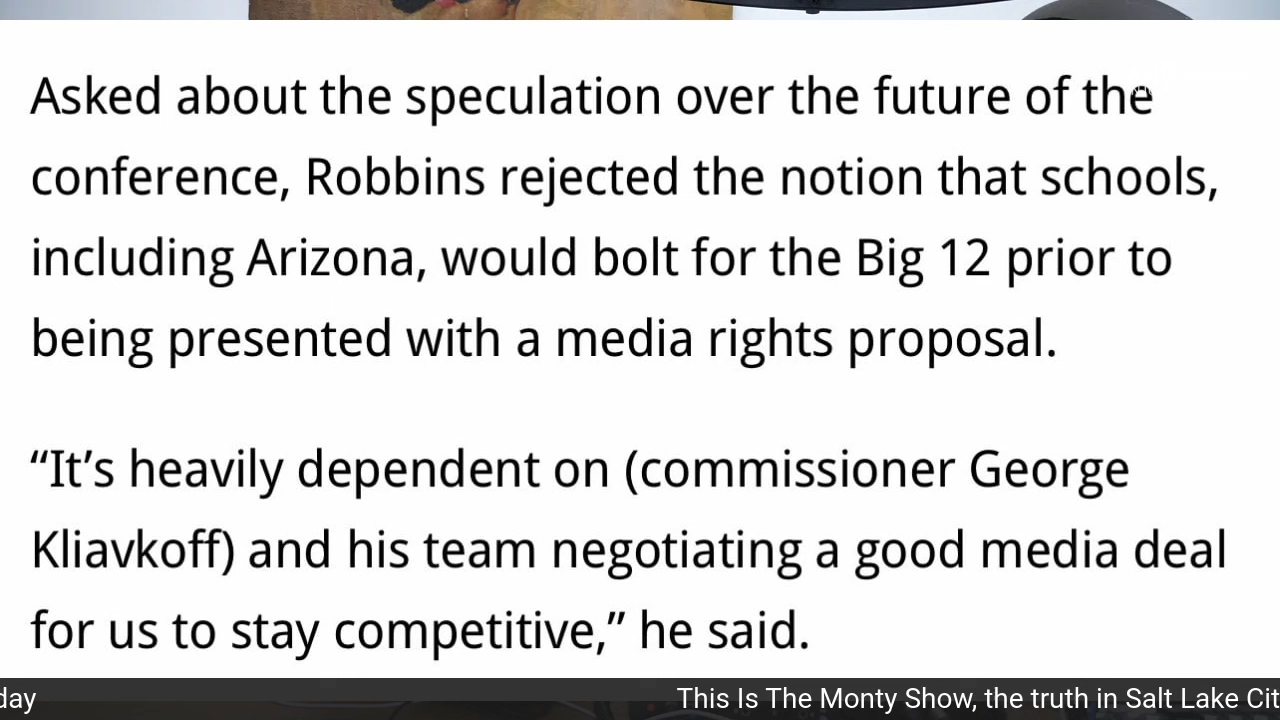 Asked about the speculation over the future of the
conference, Robbins rejected the notion that schools,
including Arizona, would bolt for the Big 12 prior to
being presented with a media rights proposal.
“It’s heavily dependent on (commissioner George
Kliavkoff) and his team negotiating a good media deal
for us to stay competitive,” he said.
day This Is The Monty Show, the truth in Salt Lake Cit